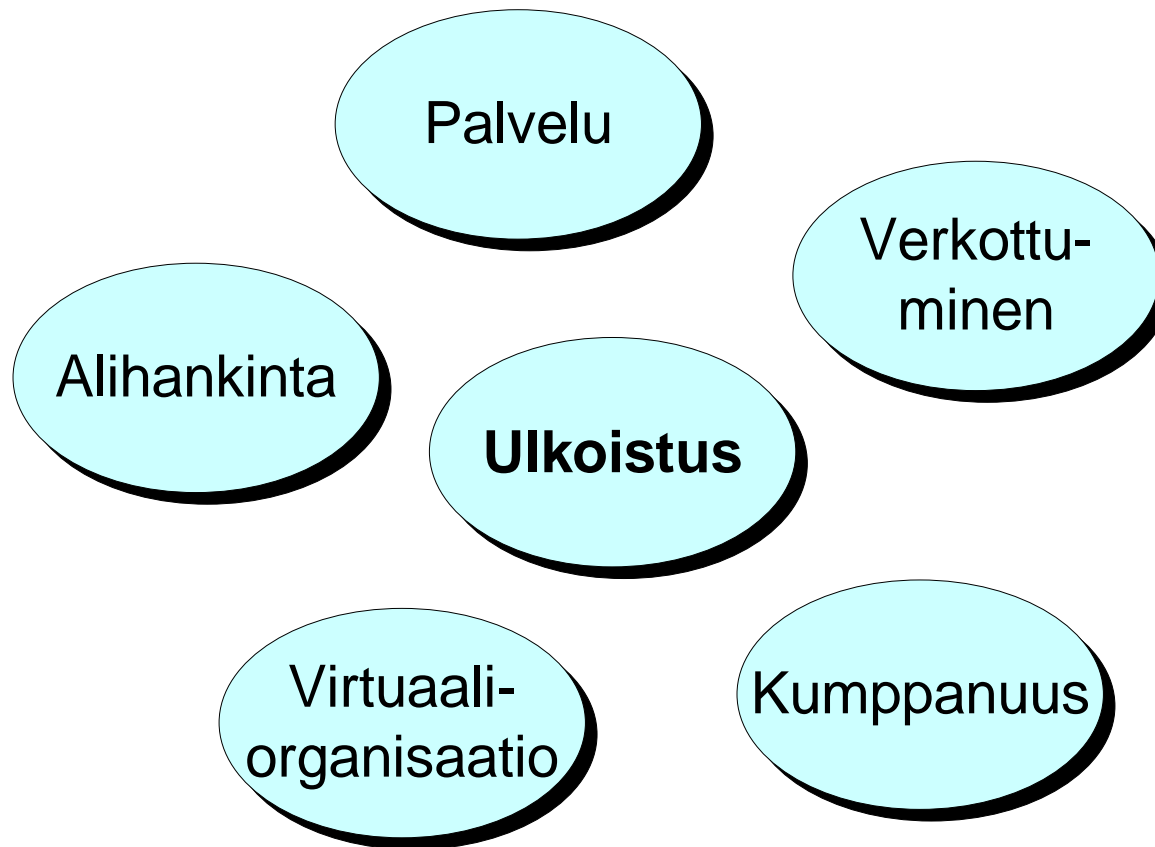 Palvelu
Verkottu-
minen
Alihankinta
Ulkoistus
Virtuaali-
organisaatio
Kumppanuus